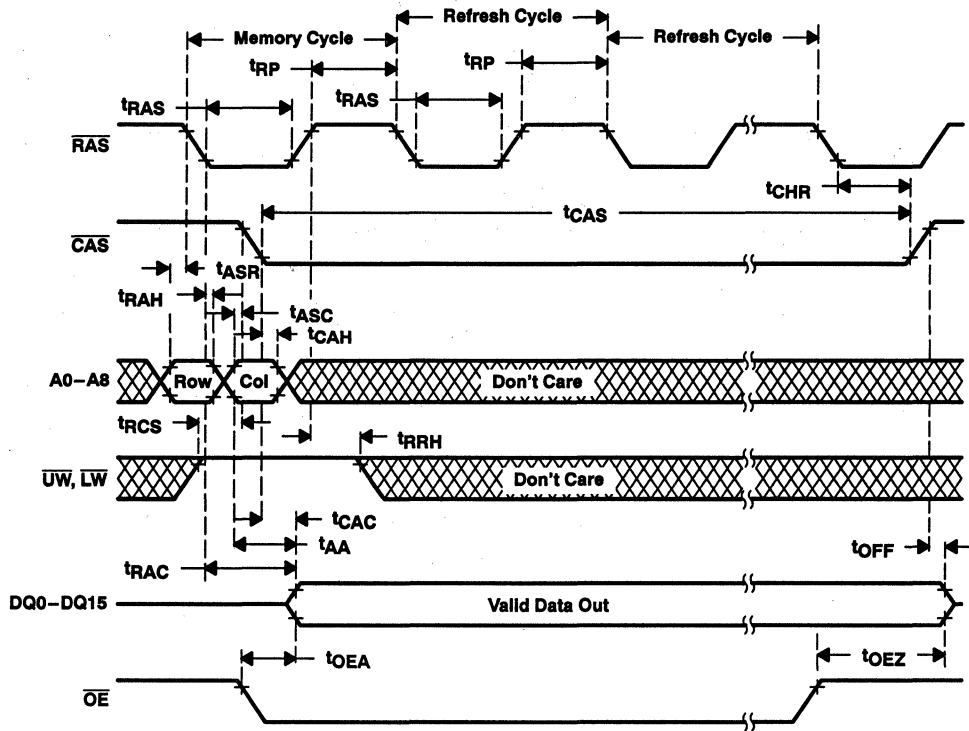 Refresh Cycle
Memory Cycle
Refresh Cycle
tRP
tRP
tRAS
tRAS
RAS
tCHR
tCAS
CAS
tASR
tRAH
tASC
tCAH
A0–A8
Row
Col
Don't Care
tRCS
tRRH
UW, LW
Don't Care
tCAC
tAA
tOFF
tRAC
DQ0–DQ15
Valid Data Out
tOEA
tOEZ
OE